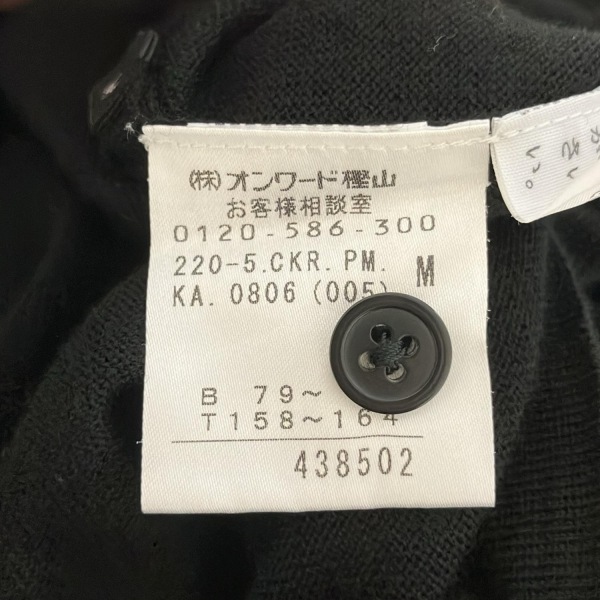 (株)オンワード樫山
お客様相談室
0120-586-300
220-5.CKR.PM. M
KA.0806(005)
B 79~
T158~164
438502